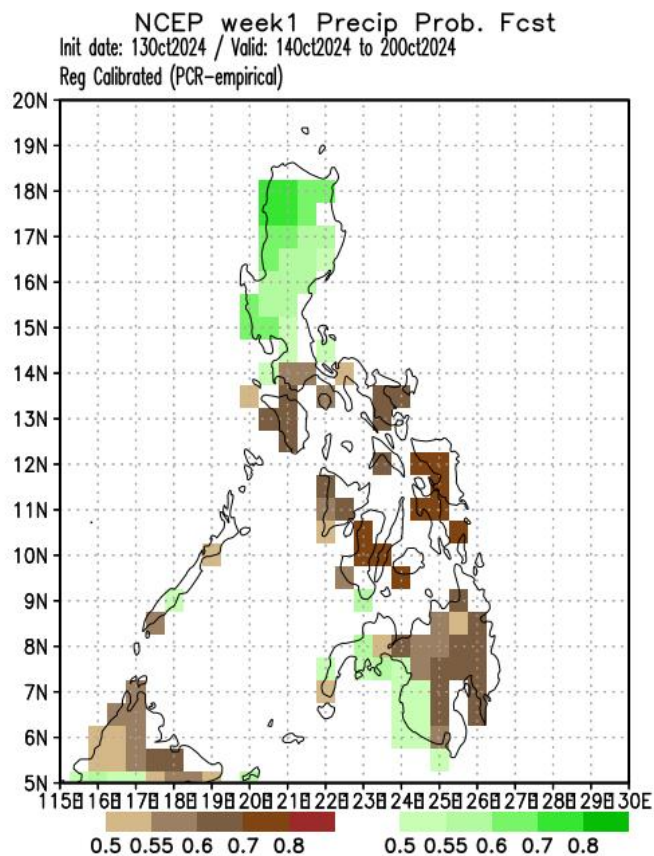 NCEP week1 Precip Prob. Fcst
Init date: 13Oct2024 / Valid: 14Oct2024 to 20Oct2024
Reg Calibrated (PCR-empirical)
20N
19N
18N
17N
16N
15N
14N
13N
12N
11N
10N
9N
8N
7N
6N
5N
115E 116E 117E 118E 119E 120E 121E 122E 123E 124E 125E 126E 127E 128E 129E 130E
0.5 0.55 0.6 0.7 0.8 0.5 0.55 0.6 0.7 0.8